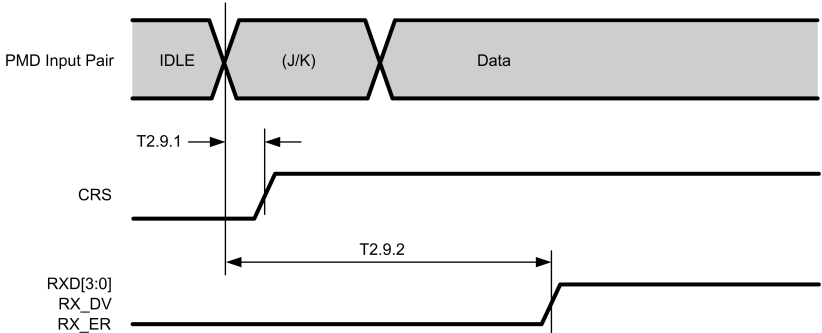 PMD Input Pair IDLE (J/K) Data
T2.9.1
CRS
T2.9.2
RXD[3:0]
RX_DV
RX_ER